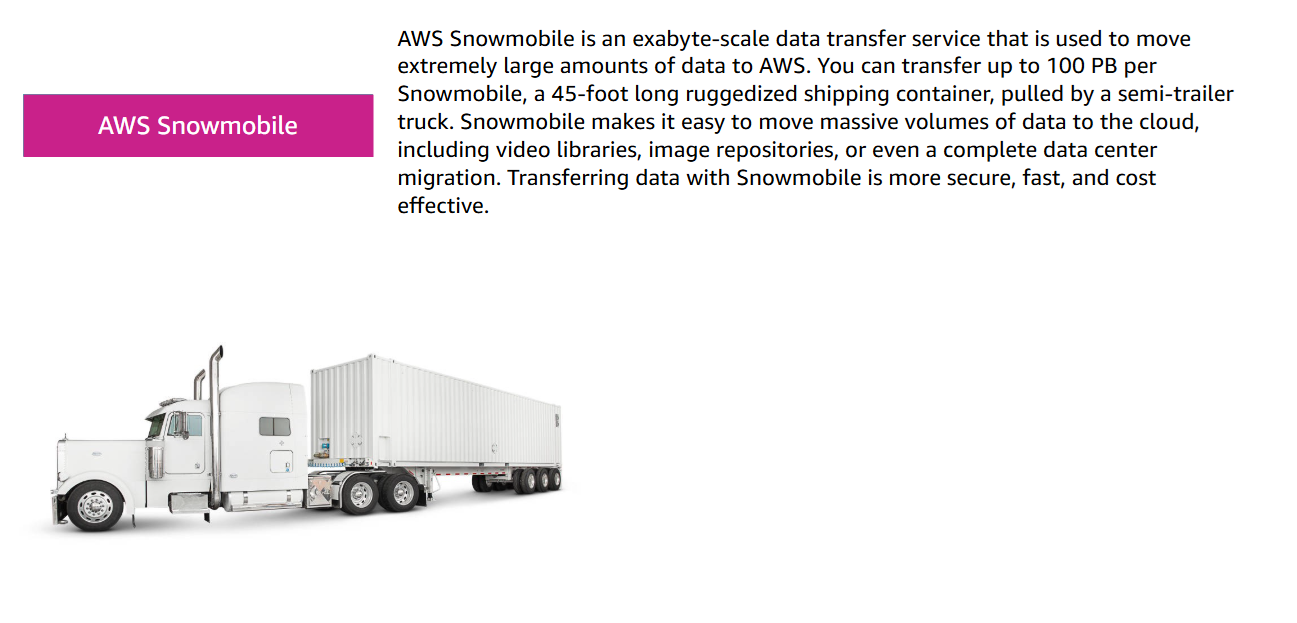 AWS Snowmobile is an exabyte-scale data transfer service that is used to move
extremely large amounts of data to AWS. You can transfer up to 100 PB per
Snowmobile, a 45-foot long ruggedized shipping container, pulled by a semi-trailer
truck. Snowmobile makes it easy to move massive volumes of data to the cloud,
including video libraries, image repositories, or even a complete data center
migration. Transferring data with Snowmobile is more secure, fast, and cost
effective.
AWS Snowmobile